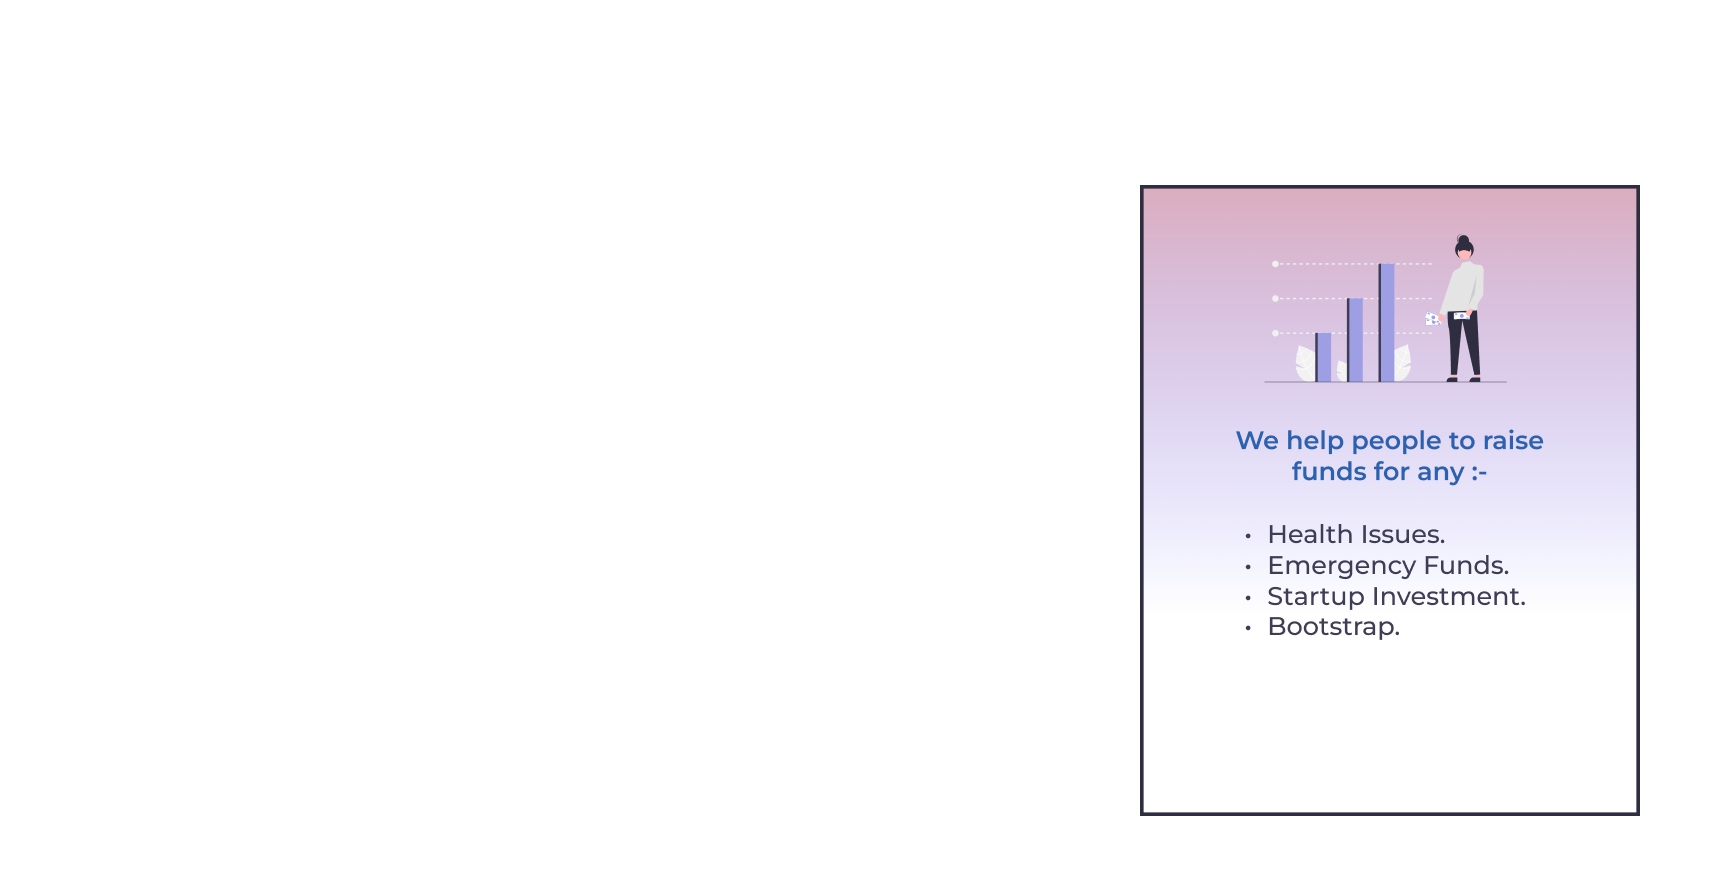 We help people to raise
funds for any :-
• Health Issues.
• Emergency Funds.
• Startup Investment.
• Bootstrap.